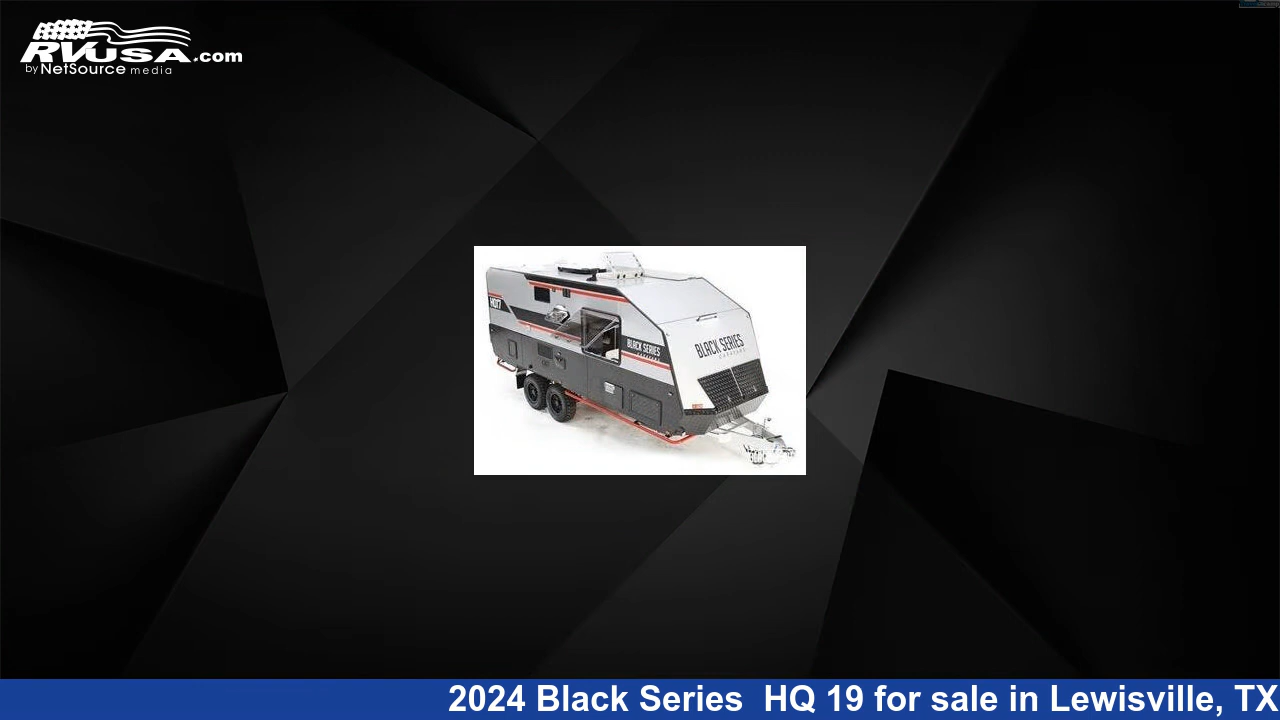 RVUSA.com
by NetSource media
HQ17
BLACK SERIES
BLACK SERIES
2024 Black Series  HQ 19 for sale in Lewisville, TX